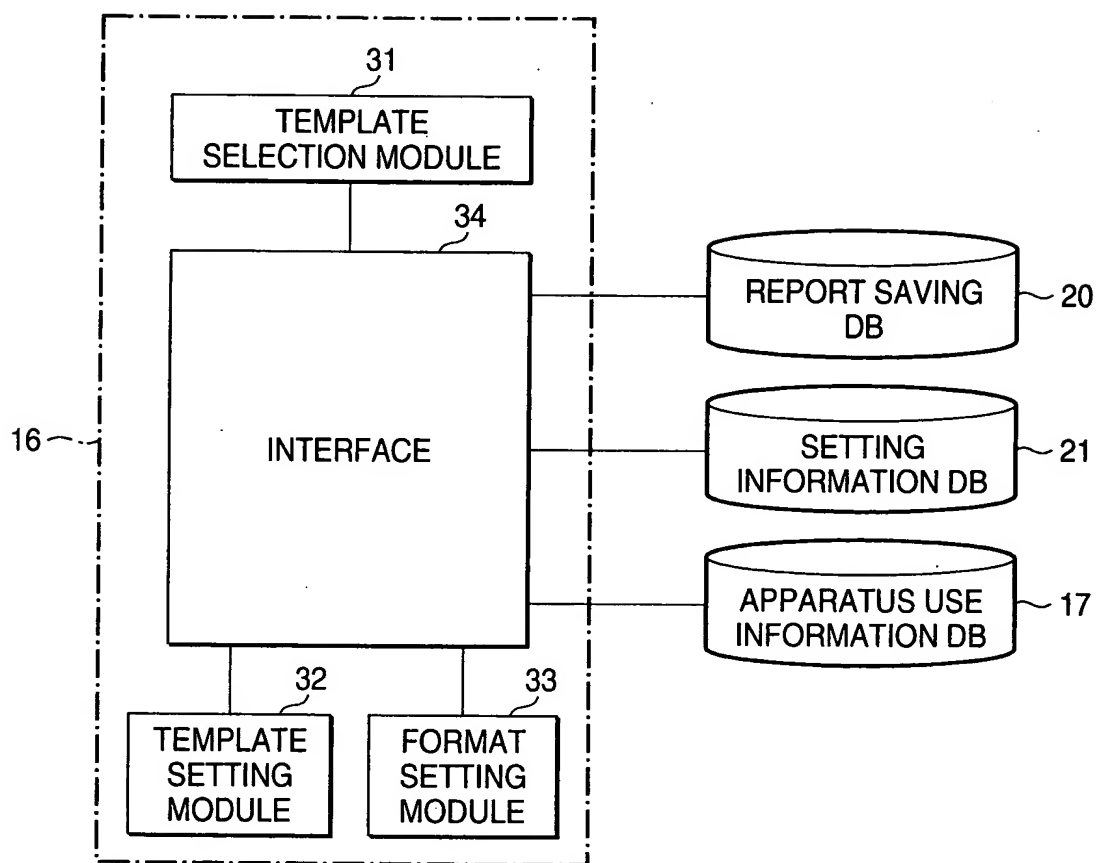 31
TEMPLATE
SELECTION MODULE
34
INTERFACE
REPORT SAVING
DB
20
16
SETTING
INFORMATION DB
21
APPARATUS USE
INFORMATION DB
17
32
TEMPLATE
SETTING
MODULE
33
FORMAT
SETTING
MODULE